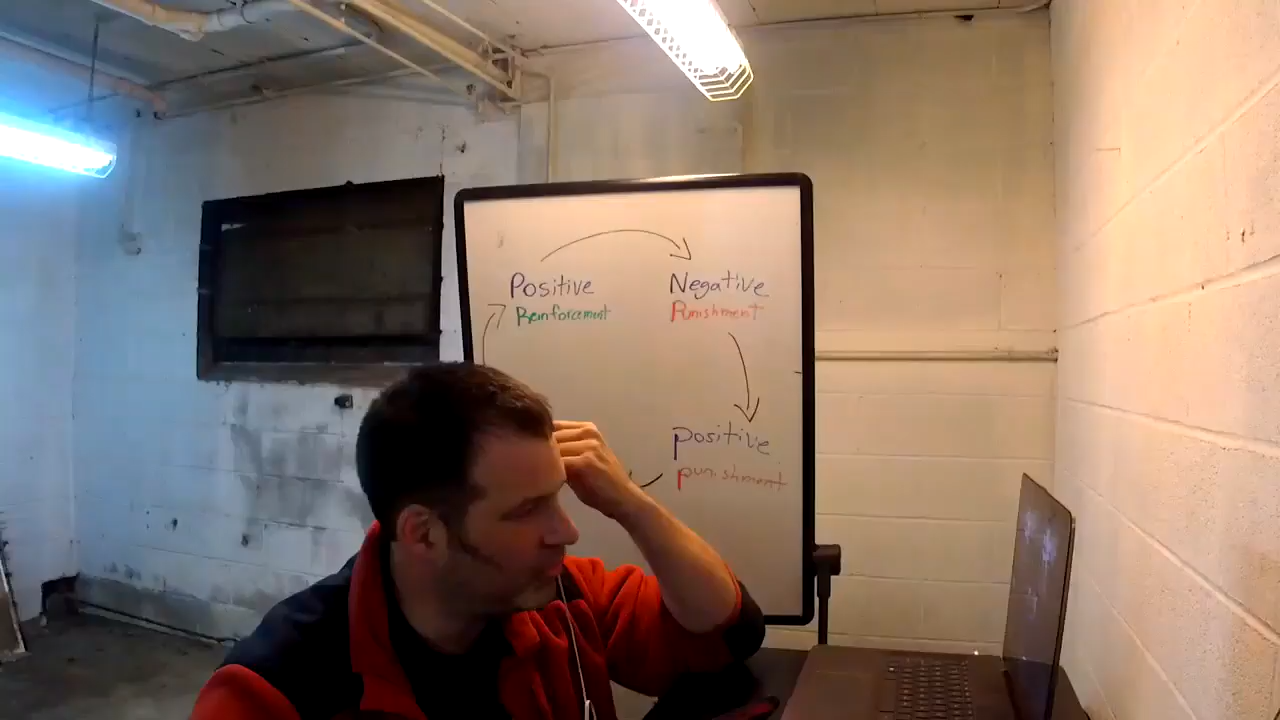 Positive
Reinforcement
Negative
Punishment
positive
punishment